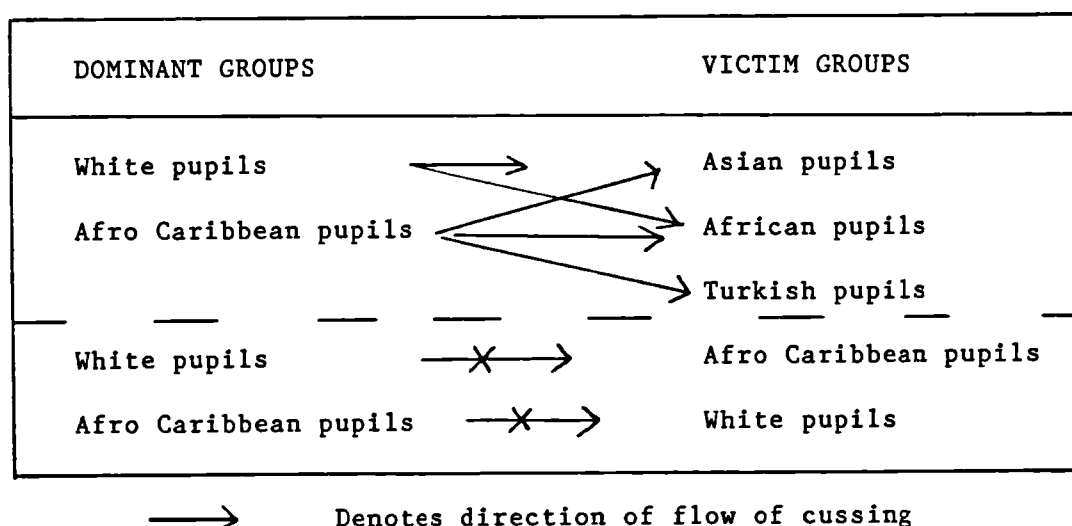 DOMINANT GROUPS VICTIM GROUPS
White pupils Asian pupils
Afro Caribbean pupils African pupils
Turkish pupils
White pupils Afro Caribbean pupils
Afro Caribbean pupils White pupils
Denotes direction of flow of cussing